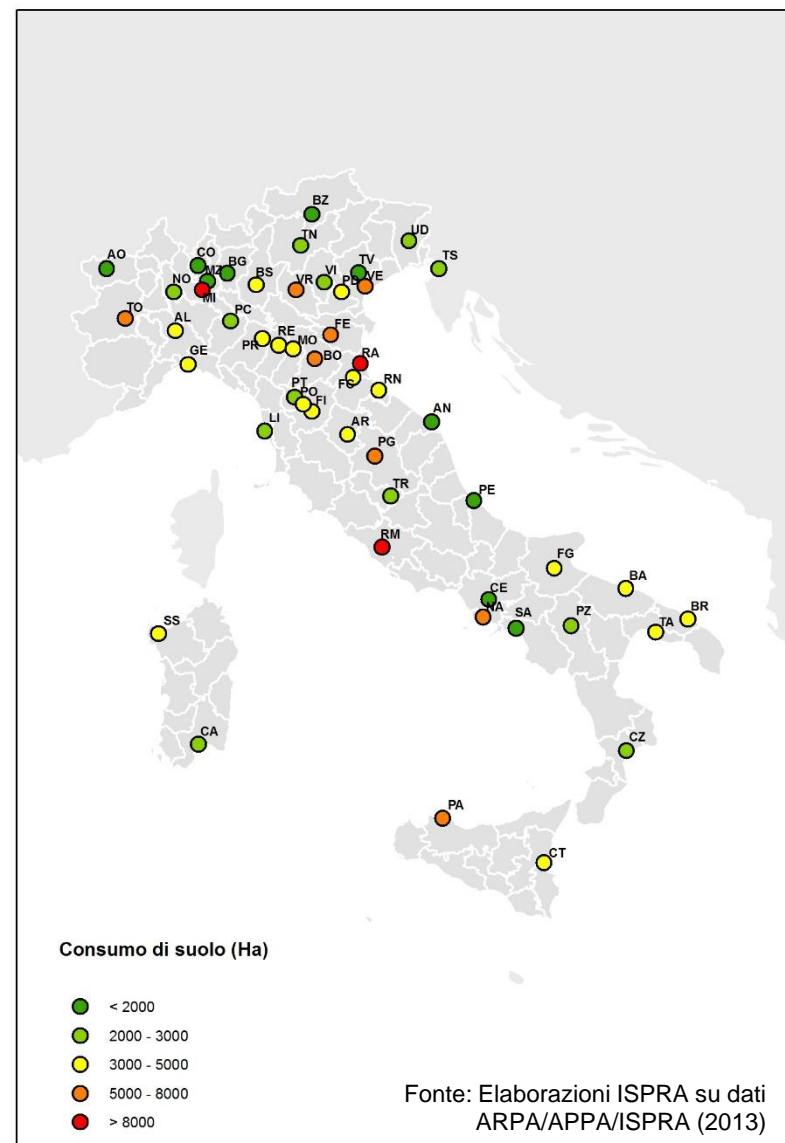 BZ
TN
UD
AO
CO
BG
TV
TS
MZ
BS
VI
VE
NO
VR
PD
MI
TO
PC
AL
FE
PR
RE
MO
BO
RA
GE
FC
RN
PT
PO
FI
LI
AR
AN
PG
TR
PE
RM
FG
CE
BA
NA
SA
PZ
BR
TA
SS
CA
CZ
PA
CT
Consumo di suolo (Ha)
< 2000
2000 - 3000
3000 - 5000
5000 - 8000
> 8000
Fonte: Elaborazioni ISPRA su dati
ARPA/APPA/ISPRA (2013)